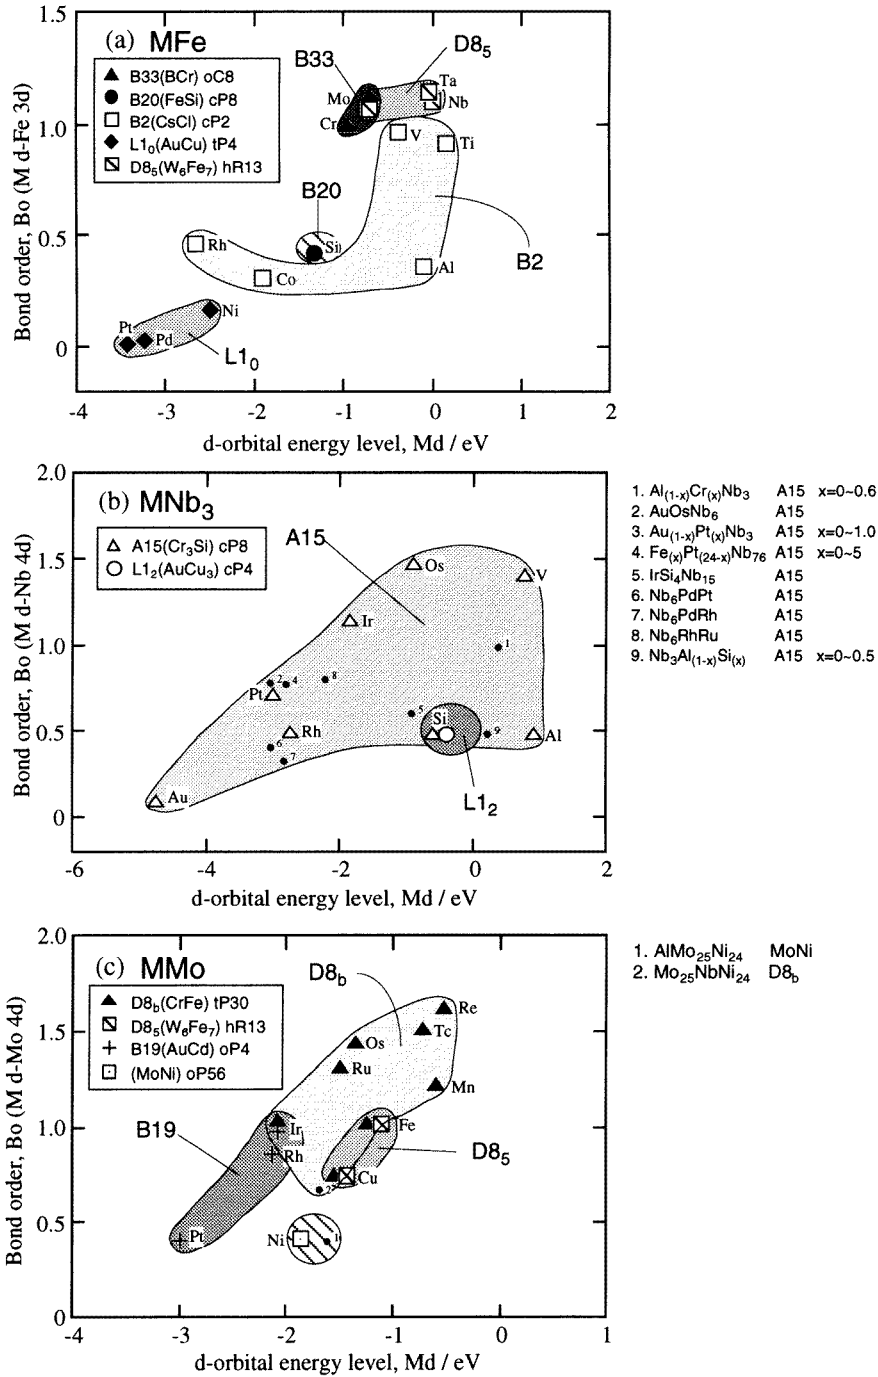 (a) MFe
B33(BCr) oC8
B20(FeSi) cP8
B2(CsCl) cP2
L1₀(AuCu) tP4
D8₅(W₆Fe₇) hR13
B33
D8₅
Ta
Mo
Nb
Cr
V
Ti
B20
Rh
Si
B2
Co
Al
Ni
Pt
Pd
L1₀
1.5
1.0
0.5
0
Bond order, Bo (M d-Fe 3d)
-4 -3 -2 -1 0 1 2
d-orbital energy level, Md / eV
(b) MNb₃
A15(Cr₃Si) cP8
L1₂(AuCu₃) cP4
A15
Os
V
Ir
1
2 4 8
Pt
5
Si
Rh
9
Al
6
7
L1₂
Au
2.0
1.5
1.0
0.5
0
Bond order, Bo (M d-Nb 4d)
-6 -4 -2 0 2
d-orbital energy level, Md / eV
1. Al₍₁₋ₓ₎Cr₍ₓ₎Nb₃ A15 x=0~0.6
2. AuOsNb₆ A15
3. Au₍₁₋ₓ₎Pt₍ₓ₎Nb₃ A15 x=0~1.0
4. Fe₍ₓ₎Pt₍₂₄₋ₓ₎Nb₇₆ A15 x=0~5
5. IrSi₄Nb₁₅ A15
6. Nb₆PdPt A15
7. Nb₆PdRh A15
8. Nb₆RhRu A15
9. Nb₃Al₍₁₋ₓ₎Si₍ₓ₎ A15 x=0~0.5
(c) MMo
D8b(CrFe) tP30
D8₅(W₆Fe₇) hR13
B19(AuCd) oP4
(MoNi) oP56
D8b
Re
Tc
Os
Ru
Mn
B19
Ir
Fe
Rh
D8₅
Cu
2
Pt
Ni
1
2.0
1.5
1.0
0.5
0
Bond order, Bo (M d-Mo 4d)
-4 -3 -2 -1 0 1
d-orbital energy level, Md / eV
1. AlMo₂₅Ni₂₄ MoNi
2. Mo₂₅NbNi₂₄ D8b